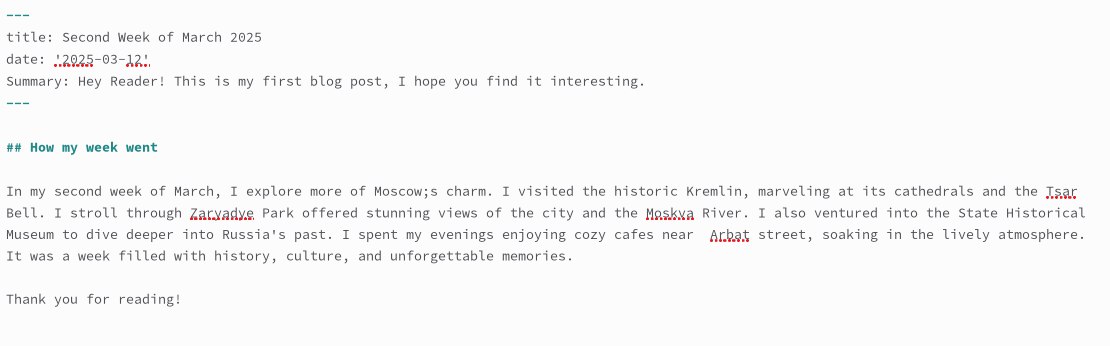 ---
title: Second Week of March 2025
date: '2025-03-12'
Summary: Hey Reader! This is my first blog post, I hope you find it interesting.
---
## How my week went
In my second week of March, I explore more of Moscow;s charm. I visited the historic Kremlin, marveling at its cathedrals and the Tsar
Bell. I stroll through Zaryadye Park offered stunning views of the city and the Moskva River. I also ventured into the State Historical
Museum to dive deeper into Russia's past. I spent my evenings enjoying cozy cafes near  Arbat street, soaking in the lively atmosphere.
It was a week filled with history, culture, and unforgettable memories.
Thank you for reading!